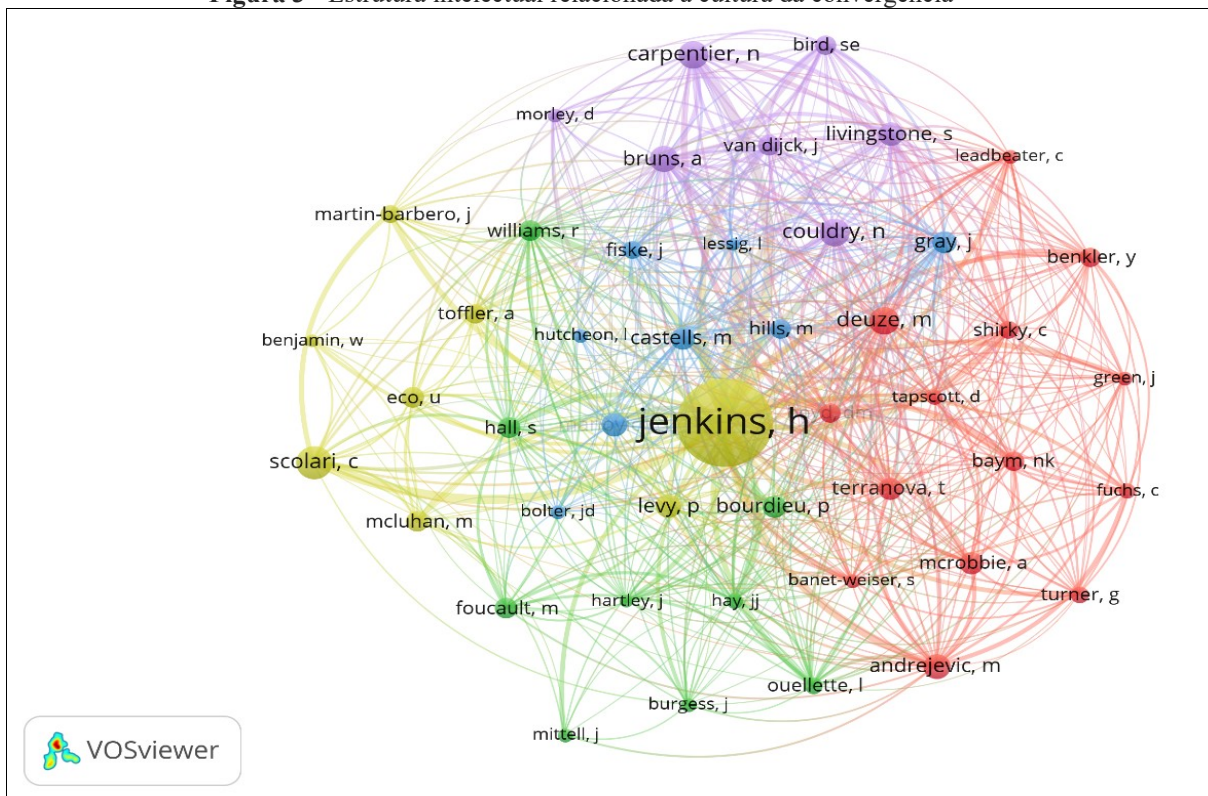 Figura 3 - Estrutura intelectual relacionada à cultura da convergência
carpentier, n
bird, se
morley, d
livingstone, s
van dijck, j
leadbeater, c
bruns, a
martin-barbero, j
williams, r
couldry, n
lessig, l
gray, j
fiske, j
benkler, y
toffler, a
deuze, m
hills, m
shirky, c
hutcheon, l
castells, m
benjamin, w
green, j
eco, u
tapscott, d
jenkins, h
hall, s
scolari, c
baym, nk
terranova, t
fuchs, c
levy, p
bourdieu, p
bolter, jd
mcluhan, m
mcrobbie, a
banet-weiser, s
turner, g
foucault, m
hartley, j
hay, jj
andrejevic, m
ouellette, l
burgess, j
mittell, j
VOSviewer